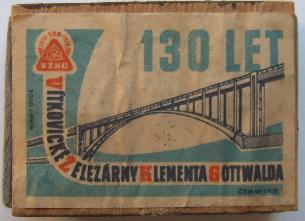 130 LET
VŽKG
VÍTKOVICKÉ ŽELEZÁRNY KLEMENTA GOTTWALDA